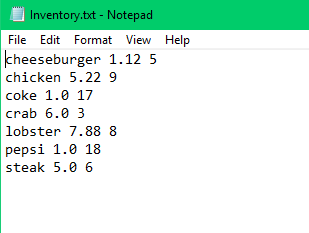 Inventory.txt - Notepad
File Edit Format View Help
cheeseburger 1.12 5
chicken 5.22 9
coke 1.0 17
crab 6.0 3
lobster 7.88 8
pepsi 1.0 18
steak 5.0 6